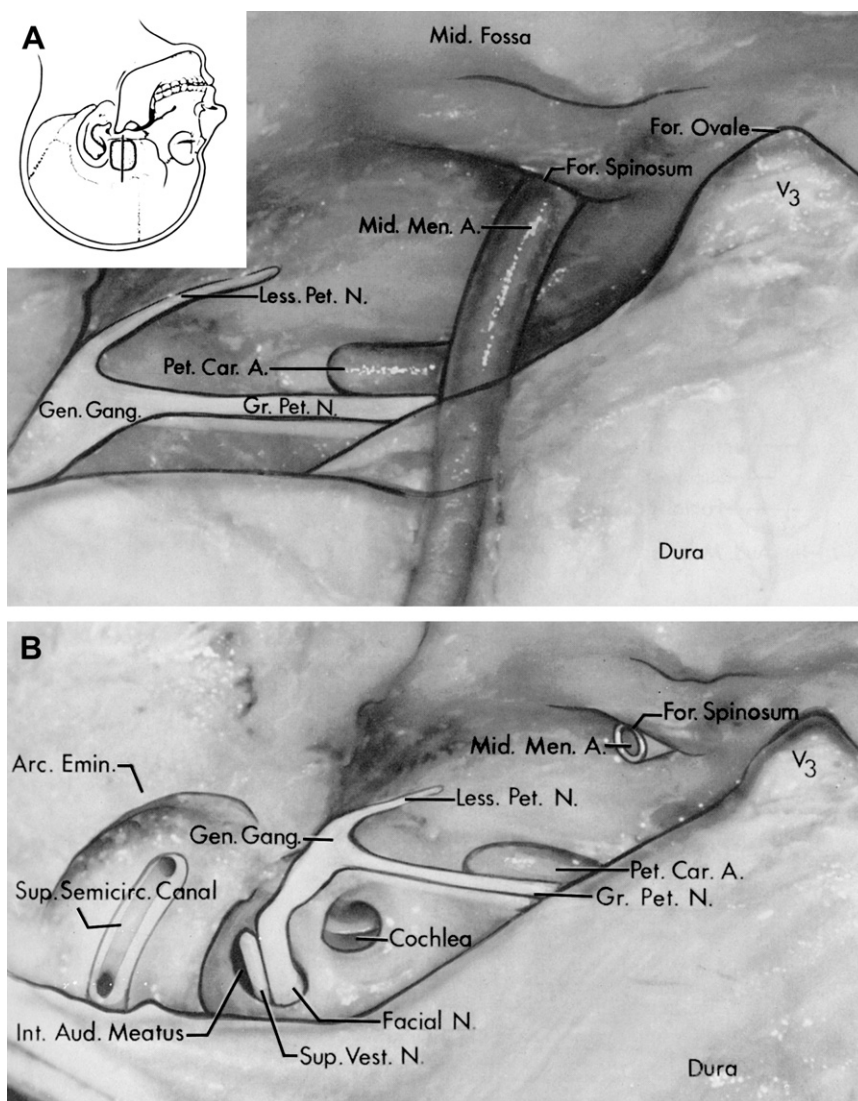 A
Mid. Fossa
For. Ovale
For. Spinosum
V3
Mid. Men. A.
Less. Pet. N.
Pet. Car. A.
Gen. Gang.
Gr. Pet. N.
Dura
B
For. Spinosum
Mid. Men. A.
V3
Arc. Emin.
Less. Pet. N.
Gen. Gang.
Pet. Car. A.
Sup. Semicirc. Canal
Gr. Pet. N.
Cochlea
Int. Aud. Meatus
Facial N.
Sup. Vest. N.
Dura